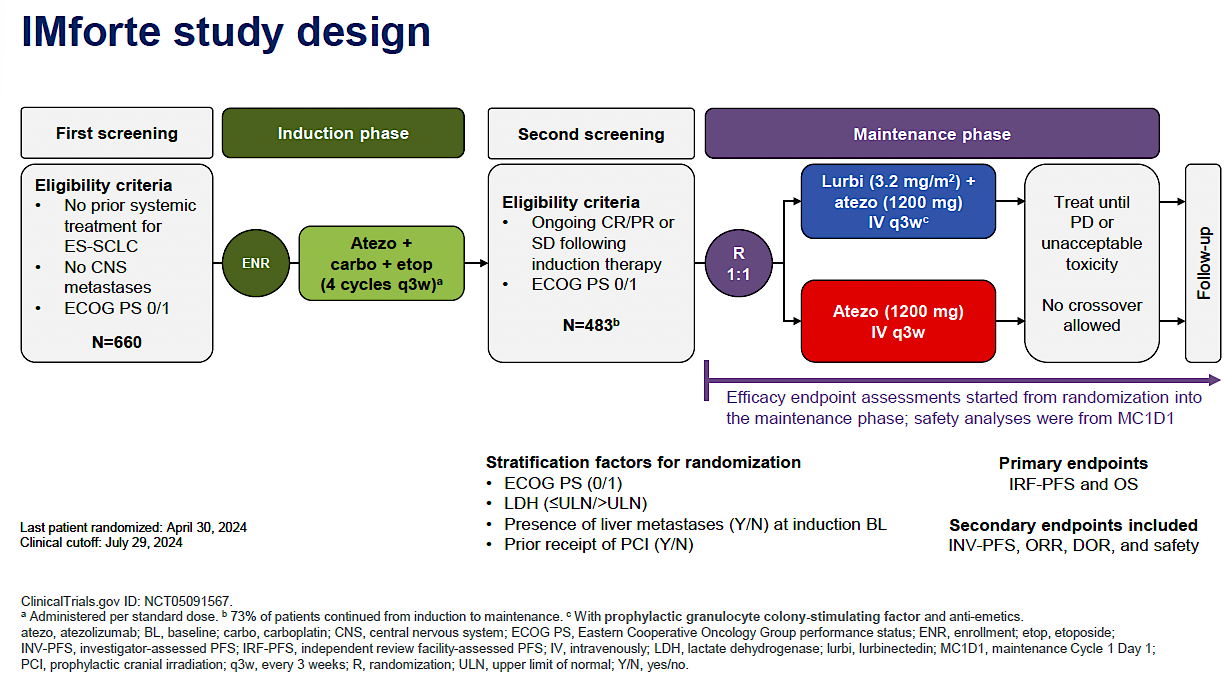 IMforte study design
First screening
Induction phase
Second screening
Maintenance phase
Eligibility criteria
• No prior systemic
treatment for
ES-SCLC
• No CNS
metastases
• ECOG PS 0/1
N=660
ENR
Atezo +
carbo + etop
(4 cycles q3w)ᵃ
Eligibility criteria
• Ongoing CR/PR or
SD following
induction therapy
• ECOG PS 0/1
N=483ᵇ
R
1:1
Lurbi (3.2 mg/m²) +
atezo (1200 mg)
IV q3wᶜ
Atezo (1200 mg)
IV q3w
Treat until
PD or
unacceptable
toxicity
No crossover
allowed
Follow-up
Efficacy endpoint assessments started from randomization into
the maintenance phase; safety analyses were from MC1D1
Stratification factors for randomization
• ECOG PS (0/1)
• LDH (≤ULN/>ULN)
• Presence of liver metastases (Y/N) at induction BL
• Prior receipt of PCI (Y/N)
Primary endpoints
IRF-PFS and OS
Secondary endpoints included
INV-PFS, ORR, DOR, and safety
Last patient randomized: April 30, 2024
Clinical cutoff: July 29, 2024
ClinicalTrials.gov ID: NCT05091567.
ᵃ Administered per standard dose. ᵇ 73% of patients continued from induction to maintenance. ᶜ With prophylactic granulocyte colony-stimulating factor and anti-emetics.
atezo, atezolizumab; BL, baseline; carbo, carboplatin; CNS, central nervous system; ECOG PS, Eastern Cooperative Oncology Group performance status; ENR, enrollment; etop, etoposide;
INV-PFS, investigator-assessed PFS; IRF-PFS, independent review facility-assessed PFS; IV, intravenously; LDH, lactate dehydrogenase; lurbi, lurbinectedin; MC1D1, maintenance Cycle 1 Day 1;
PCI, prophylactic cranial irradiation; q3w, every 3 weeks; R, randomization; ULN, upper limit of normal; Y/N, yes/no.